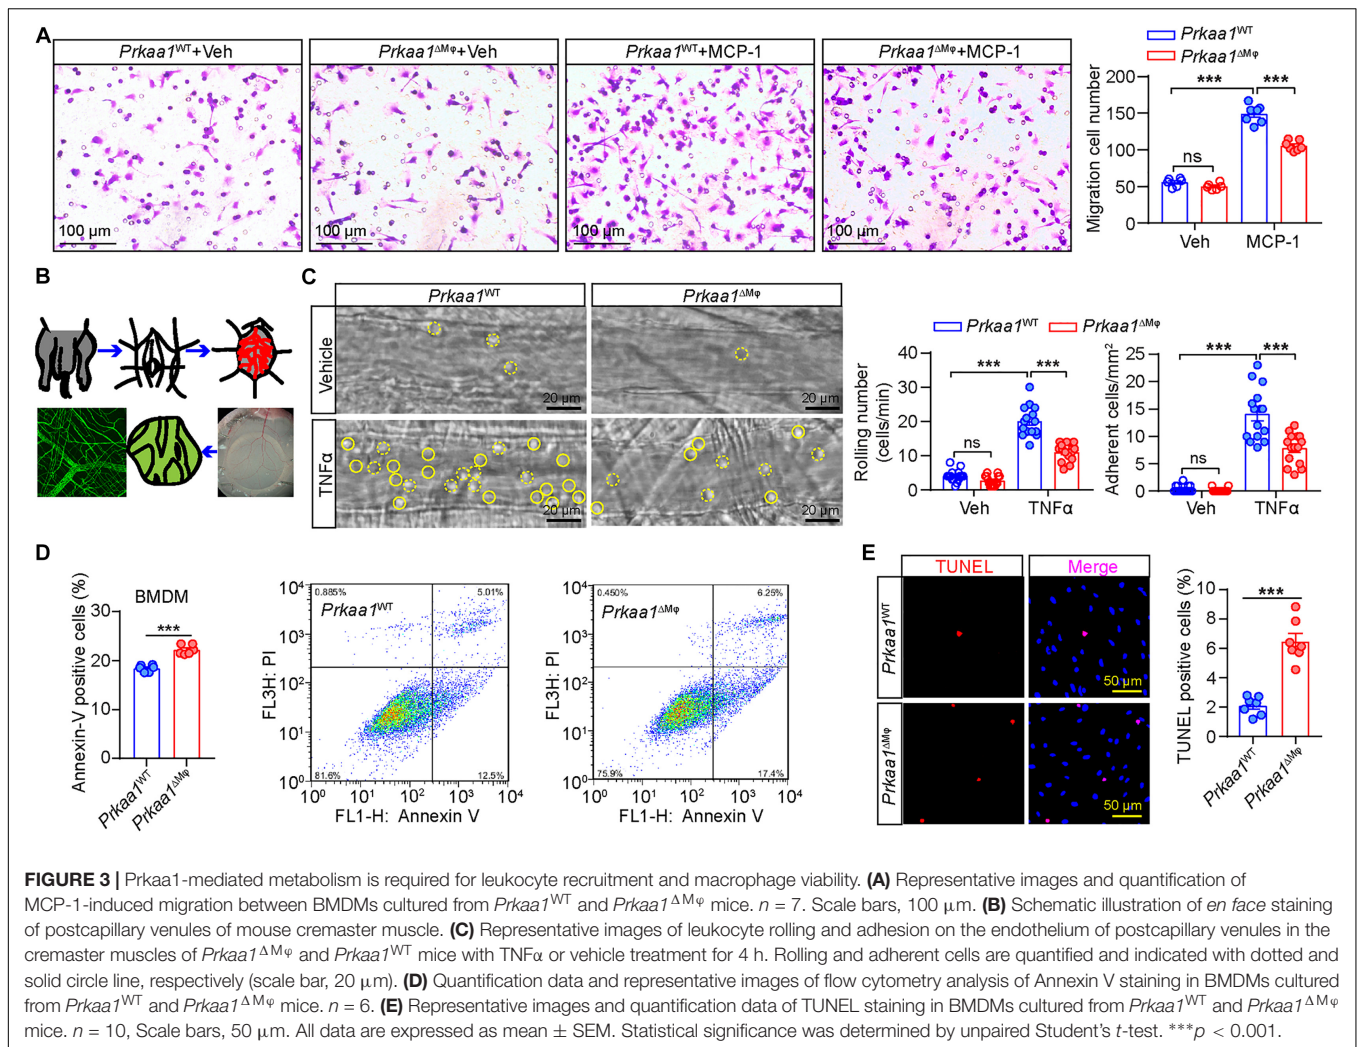 A
Prkaa1WT+Veh
Prkaa1ΔMφ+Veh
Prkaa1WT+MCP-1
Prkaa1ΔMφ+MCP-1
100 μm
100 μm
100 μm
100 μm
Prkaa1WT
Prkaa1ΔMφ
Migration cell number
200
150
100
50
0
ns
***
***
Veh
MCP-1
B
C
Prkaa1WT
Prkaa1ΔMφ
Vehicle
TNFα
20 μm
20 μm
20 μm
20 μm
Prkaa1WT
Prkaa1ΔMφ
Rolling number
(cells/min)
40
30
20
10
0
ns
***
***
Veh
TNFα
Adherent cells/mm2
25
20
15
10
5
0
ns
***
***
Veh
TNFα
D
Annexin-V positive cells (%)
BMDM
30
20
10
0
***
Prkaa1WT
Prkaa1ΔMφ
FL3H: PI
104
103
102
101
100
0.885%
5.01%
Prkaa1WT
81.6%
12.5%
100
101
102
103
104
FL1-H: Annexin V
FL3H: PI
104
103
102
101
100
0.450%
6.25%
Prkaa1ΔMφ
75.9%
17.4%
100
101
102
103
104
FL1-H: Annexin V
E
TUNEL
Merge
Prkaa1WT
Prkaa1ΔMφ
50 μm
50 μm
TUNEL positive cells (%)
10
8
6
4
2
0
***
Prkaa1WT
Prkaa1ΔMφ
FIGURE 3 | Prkaa1-mediated metabolism is required for leukocyte recruitment and macrophage viability. (A) Representative images and quantification of
MCP-1-induced migration between BMDMs cultured from Prkaa1WT and Prkaa1ΔMφ mice. n = 7. Scale bars, 100 μm. (B) Schematic illustration of en face staining
of postcapillary venules of mouse cremaster muscle. (C) Representative images of leukocyte rolling and adhesion on the endothelium of postcapillary venules in the
cremaster muscles of Prkaa1ΔMφ and Prkaa1WT mice with TNFα or vehicle treatment for 4 h. Rolling and adherent cells are quantified and indicated with dotted and
solid circle line, respectively (scale bar, 20 μm). (D) Quantification data and representative images of flow cytometry analysis of Annexin V staining in BMDMs cultured
from Prkaa1WT and Prkaa1ΔMφ mice. n = 6. (E) Representative images and quantification data of TUNEL staining in BMDMs cultured from Prkaa1WT and Prkaa1ΔMφ
mice. n = 10, Scale bars, 50 μm. All data are expressed as mean ± SEM. Statistical significance was determined by unpaired Student's t-test. ***p < 0.001.